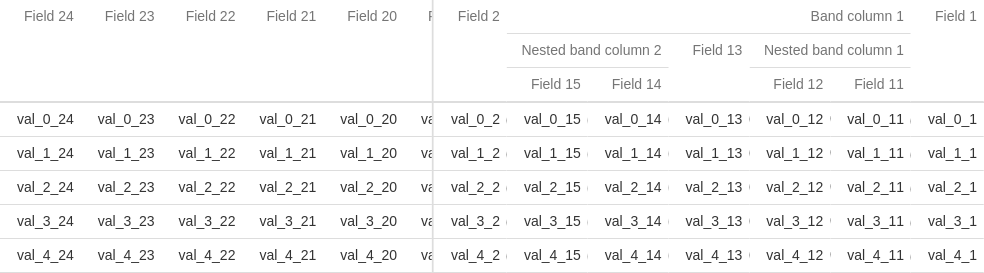 Field 24 Field 23 Field 22 Field 21 Field 20 Field 2 Band column 1 Field 1
Nested band column 2 Field 13 Nested band column 1
Field 15 Field 14 Field 12 Field 11
val_0_24 val_0_23 val_0_22 val_0_21 val_0_20 val_0_2 val_0_15 val_0_14 val_0_13 val_0_12 val_0_11 val_0_1
val_1_24 val_1_23 val_1_22 val_1_21 val_1_20 val_1_2 val_1_15 val_1_14 val_1_13 val_1_12 val_1_11 val_1_1
val_2_24 val_2_23 val_2_22 val_2_21 val_2_20 val_2_2 val_2_15 val_2_14 val_2_13 val_2_12 val_2_11 val_2_1
val_3_24 val_3_23 val_3_22 val_3_21 val_3_20 val_3_2 val_3_15 val_3_14 val_3_13 val_3_12 val_3_11 val_3_1
val_4_24 val_4_23 val_4_22 val_4_21 val_4_20 val_4_2 val_4_15 val_4_14 val_4_13 val_4_12 val_4_11 val_4_1